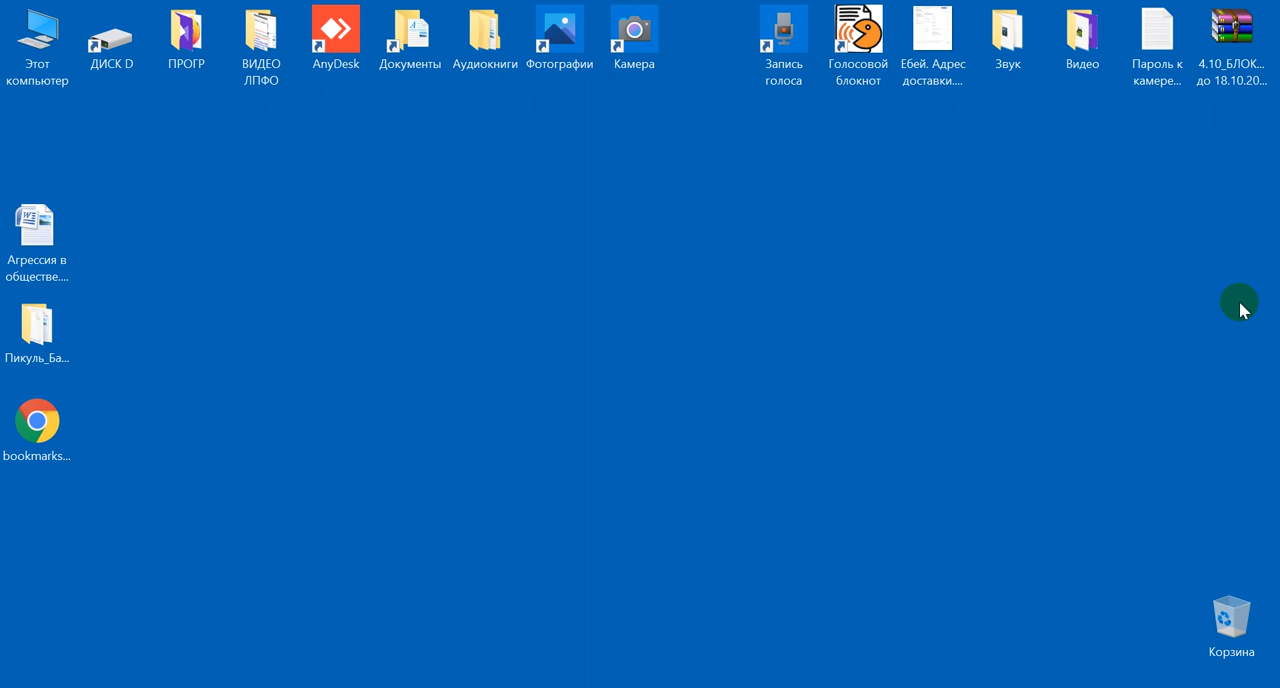 Этот
компьютер
ДИСК D
ПРОГР
ВИДЕО
ЛПФО
AnyDesk
Документы
Аудиокниги
Фотографии
Камера
Запись
голоса
Голосовой
блокнот
Ебей. Адрес
доставки....
Звук
Видео
Пароль к
камере...
4.10_БЛОК...
до 18.10.20...
Агрессия в
обществе....
Пикуль_Ба...
bookmarks...
Корзина